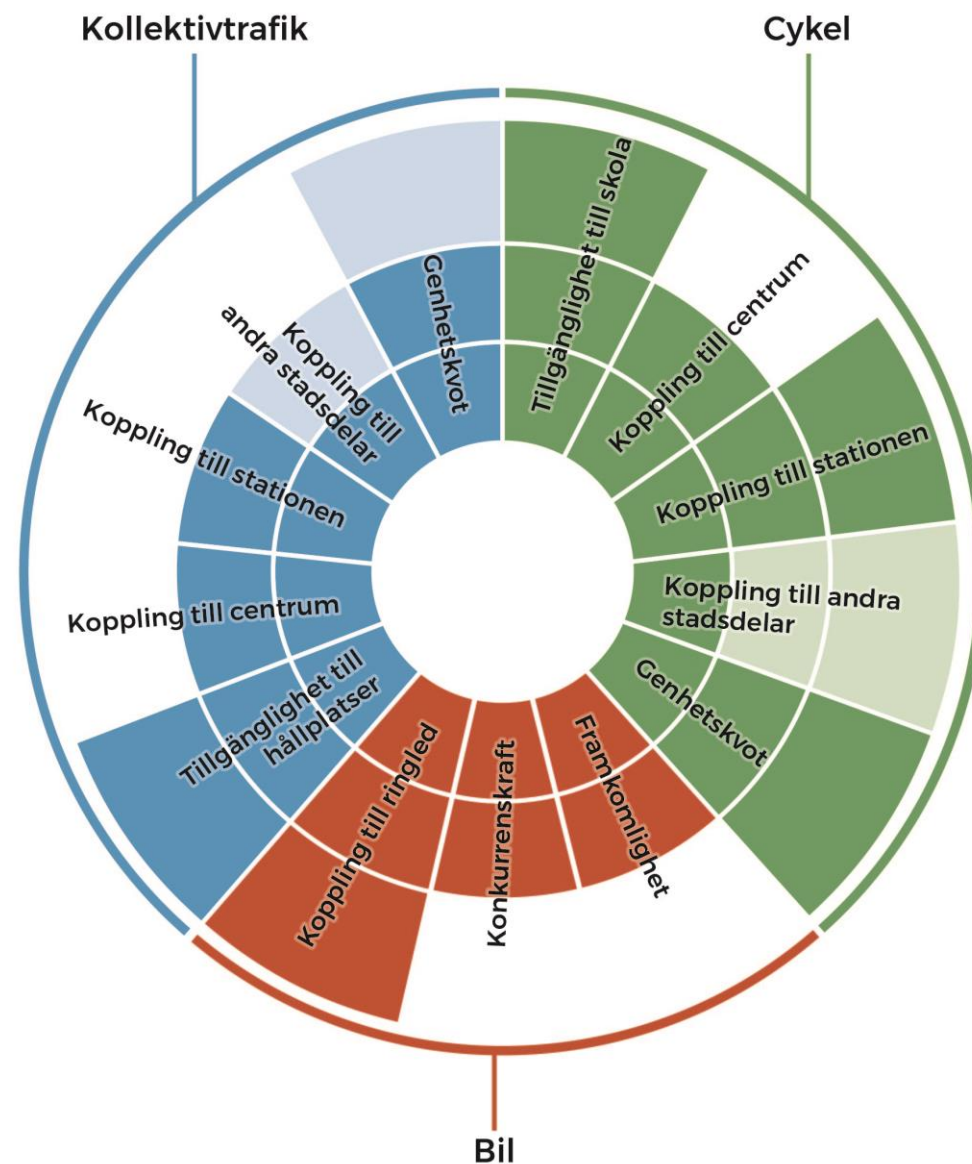 Kollektivtrafik
Cykel
Tillgänglighet till skola
Koppling till centrum
Koppling till stationen
Koppling till andra
stadsdelar
Genhetskvot
Framkomlighet
Konkurrenskraft
Koppling till ringled
Tillgänglighet till
hållplatser
Koppling till centrum
Koppling till stationen
Koppling till
andra stadsdelar
Genhetskvot
Bil